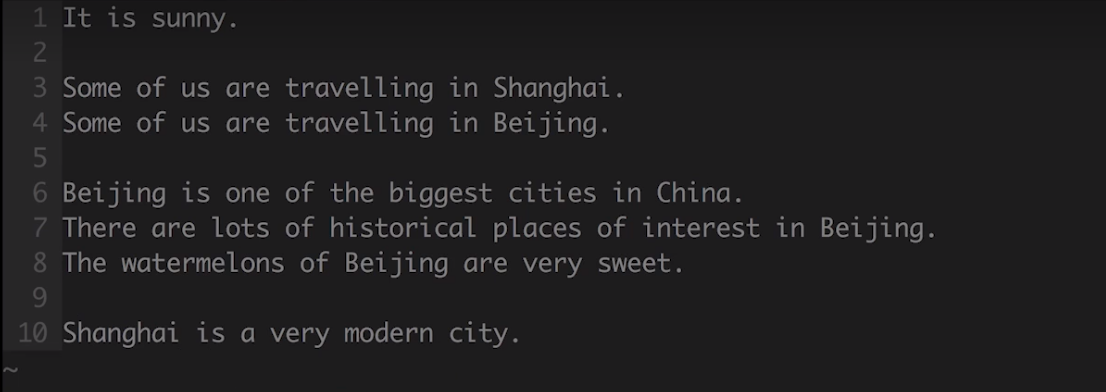 1 It is sunny.
2
3 Some of us are travelling in Shanghai.
4 Some of us are travelling in Beijing.
5
6 Beijing is one of the biggest cities in China.
7 There are lots of historical places of interest in Beijing.
8 The watermelons of Beijing are very sweet.
9
10 Shanghai is a very modern city.
~